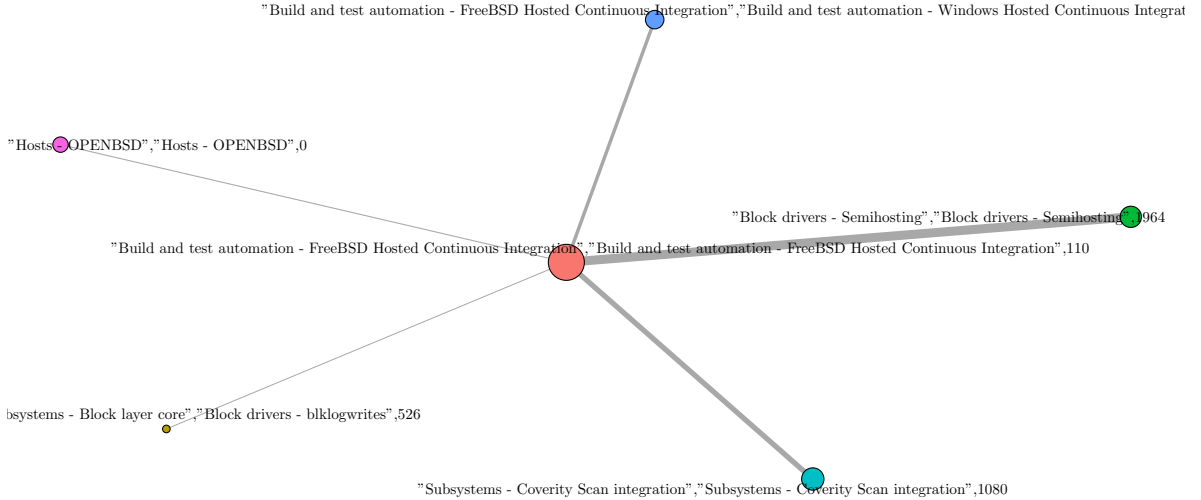 ”Build and test automation - FreeBSD Hosted Continuous Integration”,”Build and test automation - Windows Hosted Continuous Integrat
”Hosts - OPENBSD”,”Hosts - OPENBSD”,0
”Block drivers - Semihosting”,”Block drivers - Semihosting”,1964
”Build and test automation - FreeBSD Hosted Continuous Integration”,”Build and test automation - FreeBSD Hosted Continuous Integration”,110
bsystems - Block layer core”,”Block drivers - blklogwrites”,526
”Subsystems - Coverity Scan integration”,”Subsystems - Coverity Scan integration”,1080